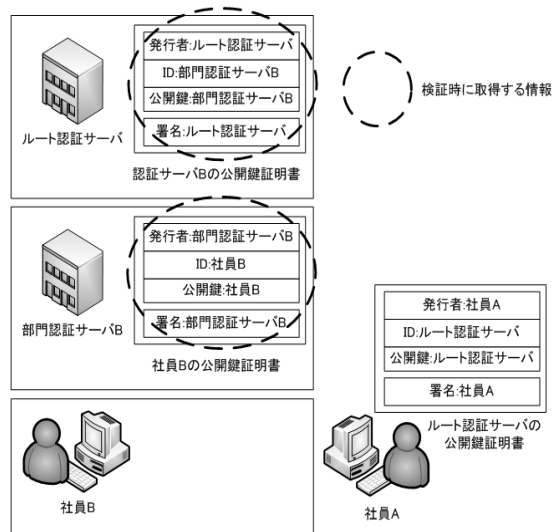 発行者:ルート認証サーバ
ID:部門認証サーバB
公開鍵:部門認証サーバB
署名:ルート認証サーバ
ルート認証サーバ
認証サーバBの公開鍵証明書
検証時に取得する情報
発行者:部門認証サーバB
ID:社員B
公開鍵:社員B
署名:部門認証サーバB
部門認証サーバB
社員Bの公開鍵証明書
発行者:社員A
ID:ルート認証サーバ
公開鍵:ルート認証サーバ
署名:社員A
ルート認証サーバの
公開鍵証明書
社員B
社員A